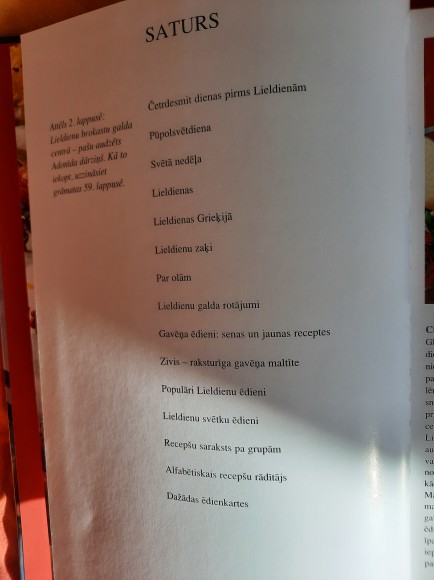 SATURS
Attēls 2. lappusē:
Lieldienu brokastu galda
centrā – pašu audzēts
Adonīda dārziņš. Kā to
iekopt, uzzināsiet
grāmatas 59. lappusē.
Četrdesmit dienas pirms Lieldienām
Pūpolsvētdiena
Svētā nedēļa
Lieldienas
Lieldienas Grieķijā
Lieldienu zaķi
Par olām
Lieldienu galda rotājumi
Gavēņa ēdieni: senas un jaunas receptes
Zivis – raksturīga gavēņa maltīte
Populāri Lieldienu ēdieni
Lieldienu svētku ēdieni
Recepšu saraksts pa grupām
Alfabētiskais recepšu rādītājs
Dažādas ēdienkartes